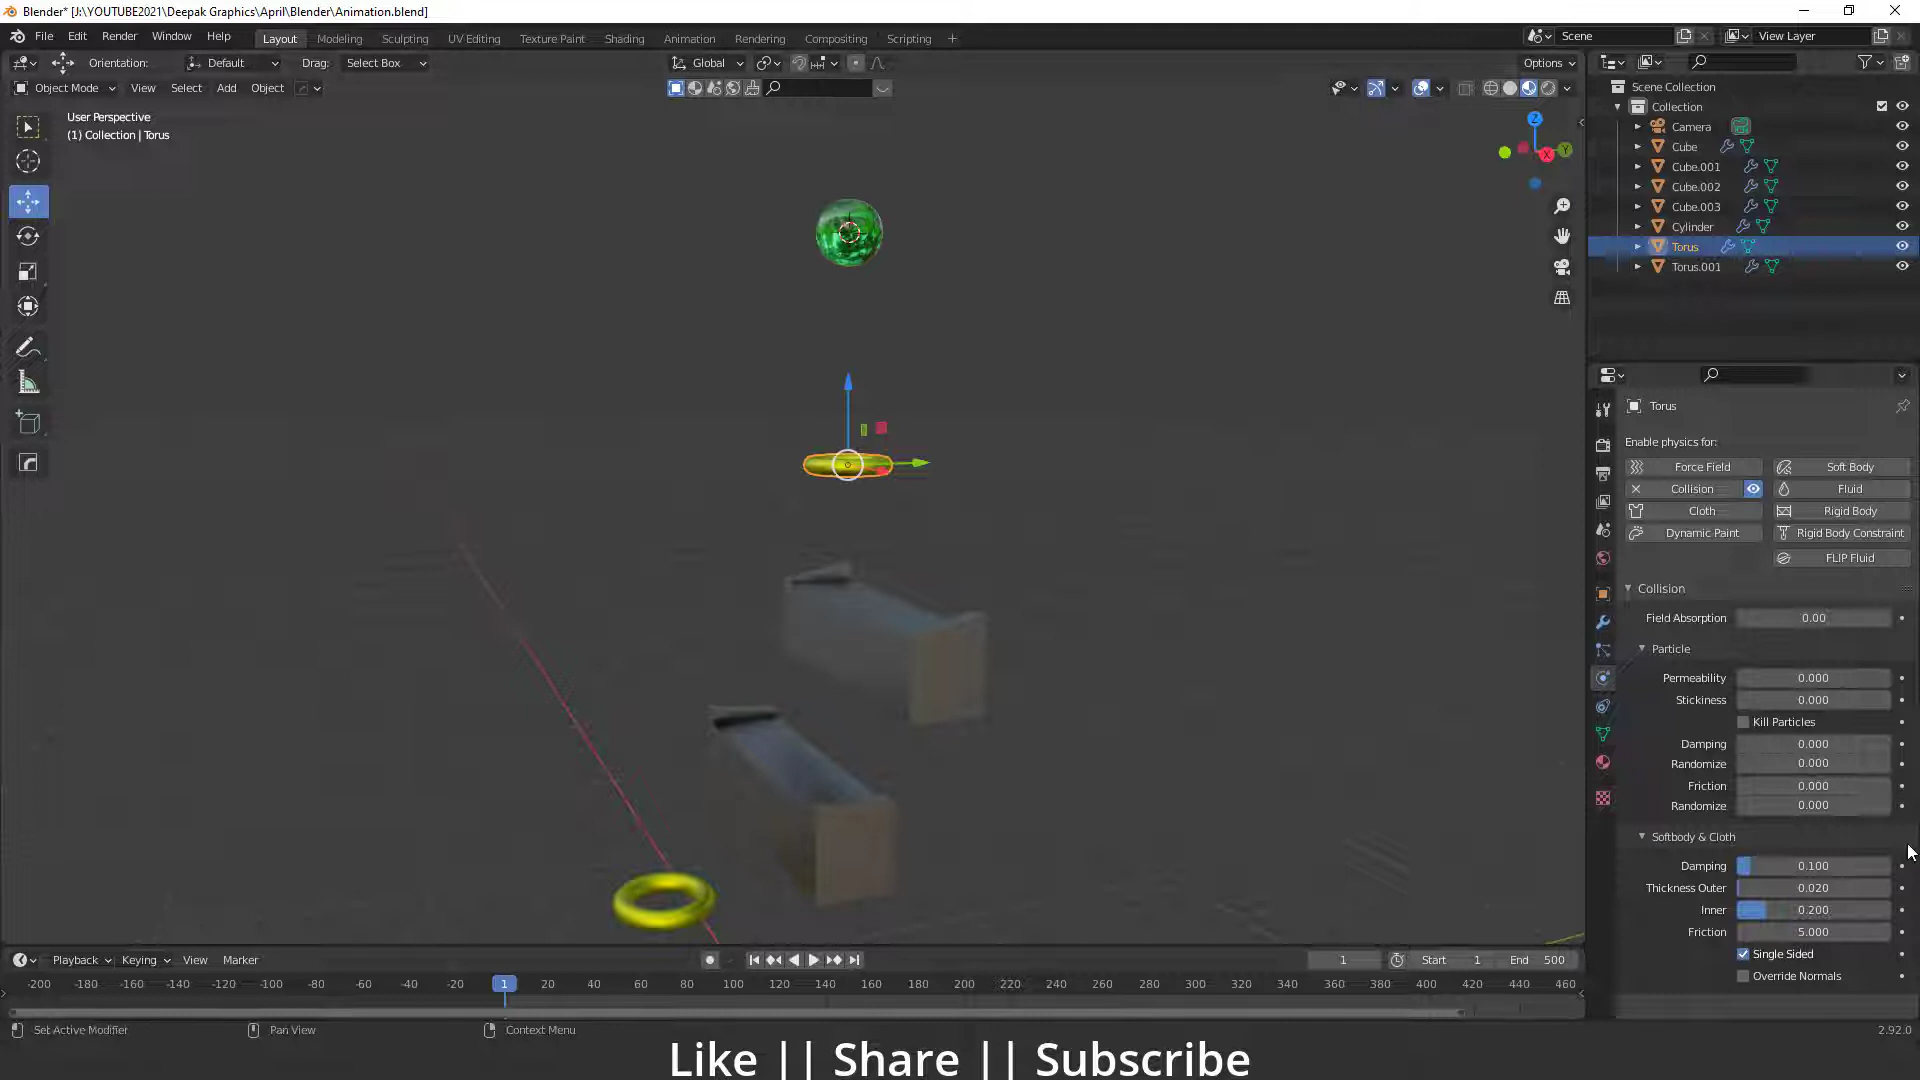 Blender* [J:\YOUTUBE2021\Deepak Graphics\April\Blender\Animation.blend]
File Edit Render Window Help Layout Modeling Sculpting UV Editing Texture Paint Shading Animation Rendering Compositing Scripting + Scene View Layer
Orientation: Default Drag: Select Box Global Options
Object Mode View Select Add Object
User Perspective
(1) Collection | Torus
Z
X
Y
Scene Collection
Collection
Camera
Cube
Cube.001
Cube.002
Cube.003
Cylinder
Torus
Torus.001
Torus
Enable physics for:
Force Field Soft Body
Collision Fluid
Cloth Rigid Body
Dynamic Paint Rigid Body Constraint
FLIP Fluid
Collision
Field Absorption 0.00
Particle
Permeability 0.000
Stickiness 0.000
Kill Particles
Damping 0.000
Randomize 0.000
Friction 0.000
Randomize 0.000
Softbody & Cloth
Damping 0.100
Thickness Outer 0.020
Inner 0.200
Friction 5.000
Single Sided
Override Normals
Playback Keying View Marker 1 Start 1 End 500
-200 -180 -160 -140 -120 -100 -80 -60 -40 -20 1 20 40 60 80 100 120 140 160 180 200 220 240 260 280 300 320 340 360 380 400 420 440 460
Set Active Modifier Pan View Context Menu 2.92.0
Like || Share || Subscribe